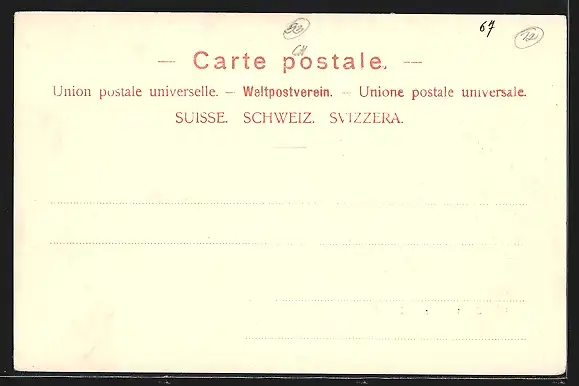 67
— Carte postale. —
Union postale universelle. — Weltpostverein. — Unione postale universale.
SUISSE. SCHWEIZ. SVIZZERA.